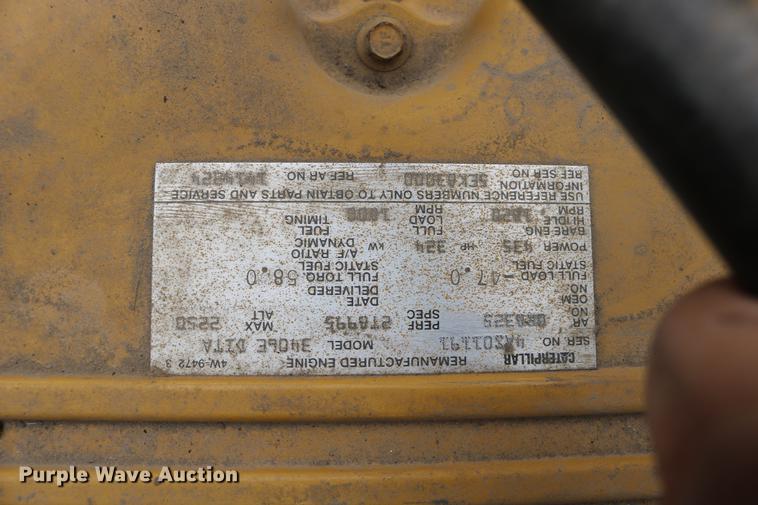 CATERPILLAR REMANUFACTURED ENGINE 4W-9472 3
SER NO 4XS01191 MODEL 3406E DITA
AR NO PERF SPEC 2T8995 MAX ALT 2250
OEM NO DATE DELIVERED
FULL LOAD STATIC FUEL -47.0 FULL TORQ STATIC FUEL 58.0
A/F RATIO DYNAMIC
POWER 435 HP 324 KW
BARE ENG HI IDLE RPM FULL LOAD RPM 1800 FUEL TIMING
USE REFERENCE NUMBERS ONLY TO OBTAIN PARTS AND SERVICE INFORMATION.
REF SER NO 5EK83000 REF AR NO
Purple Wave Auction